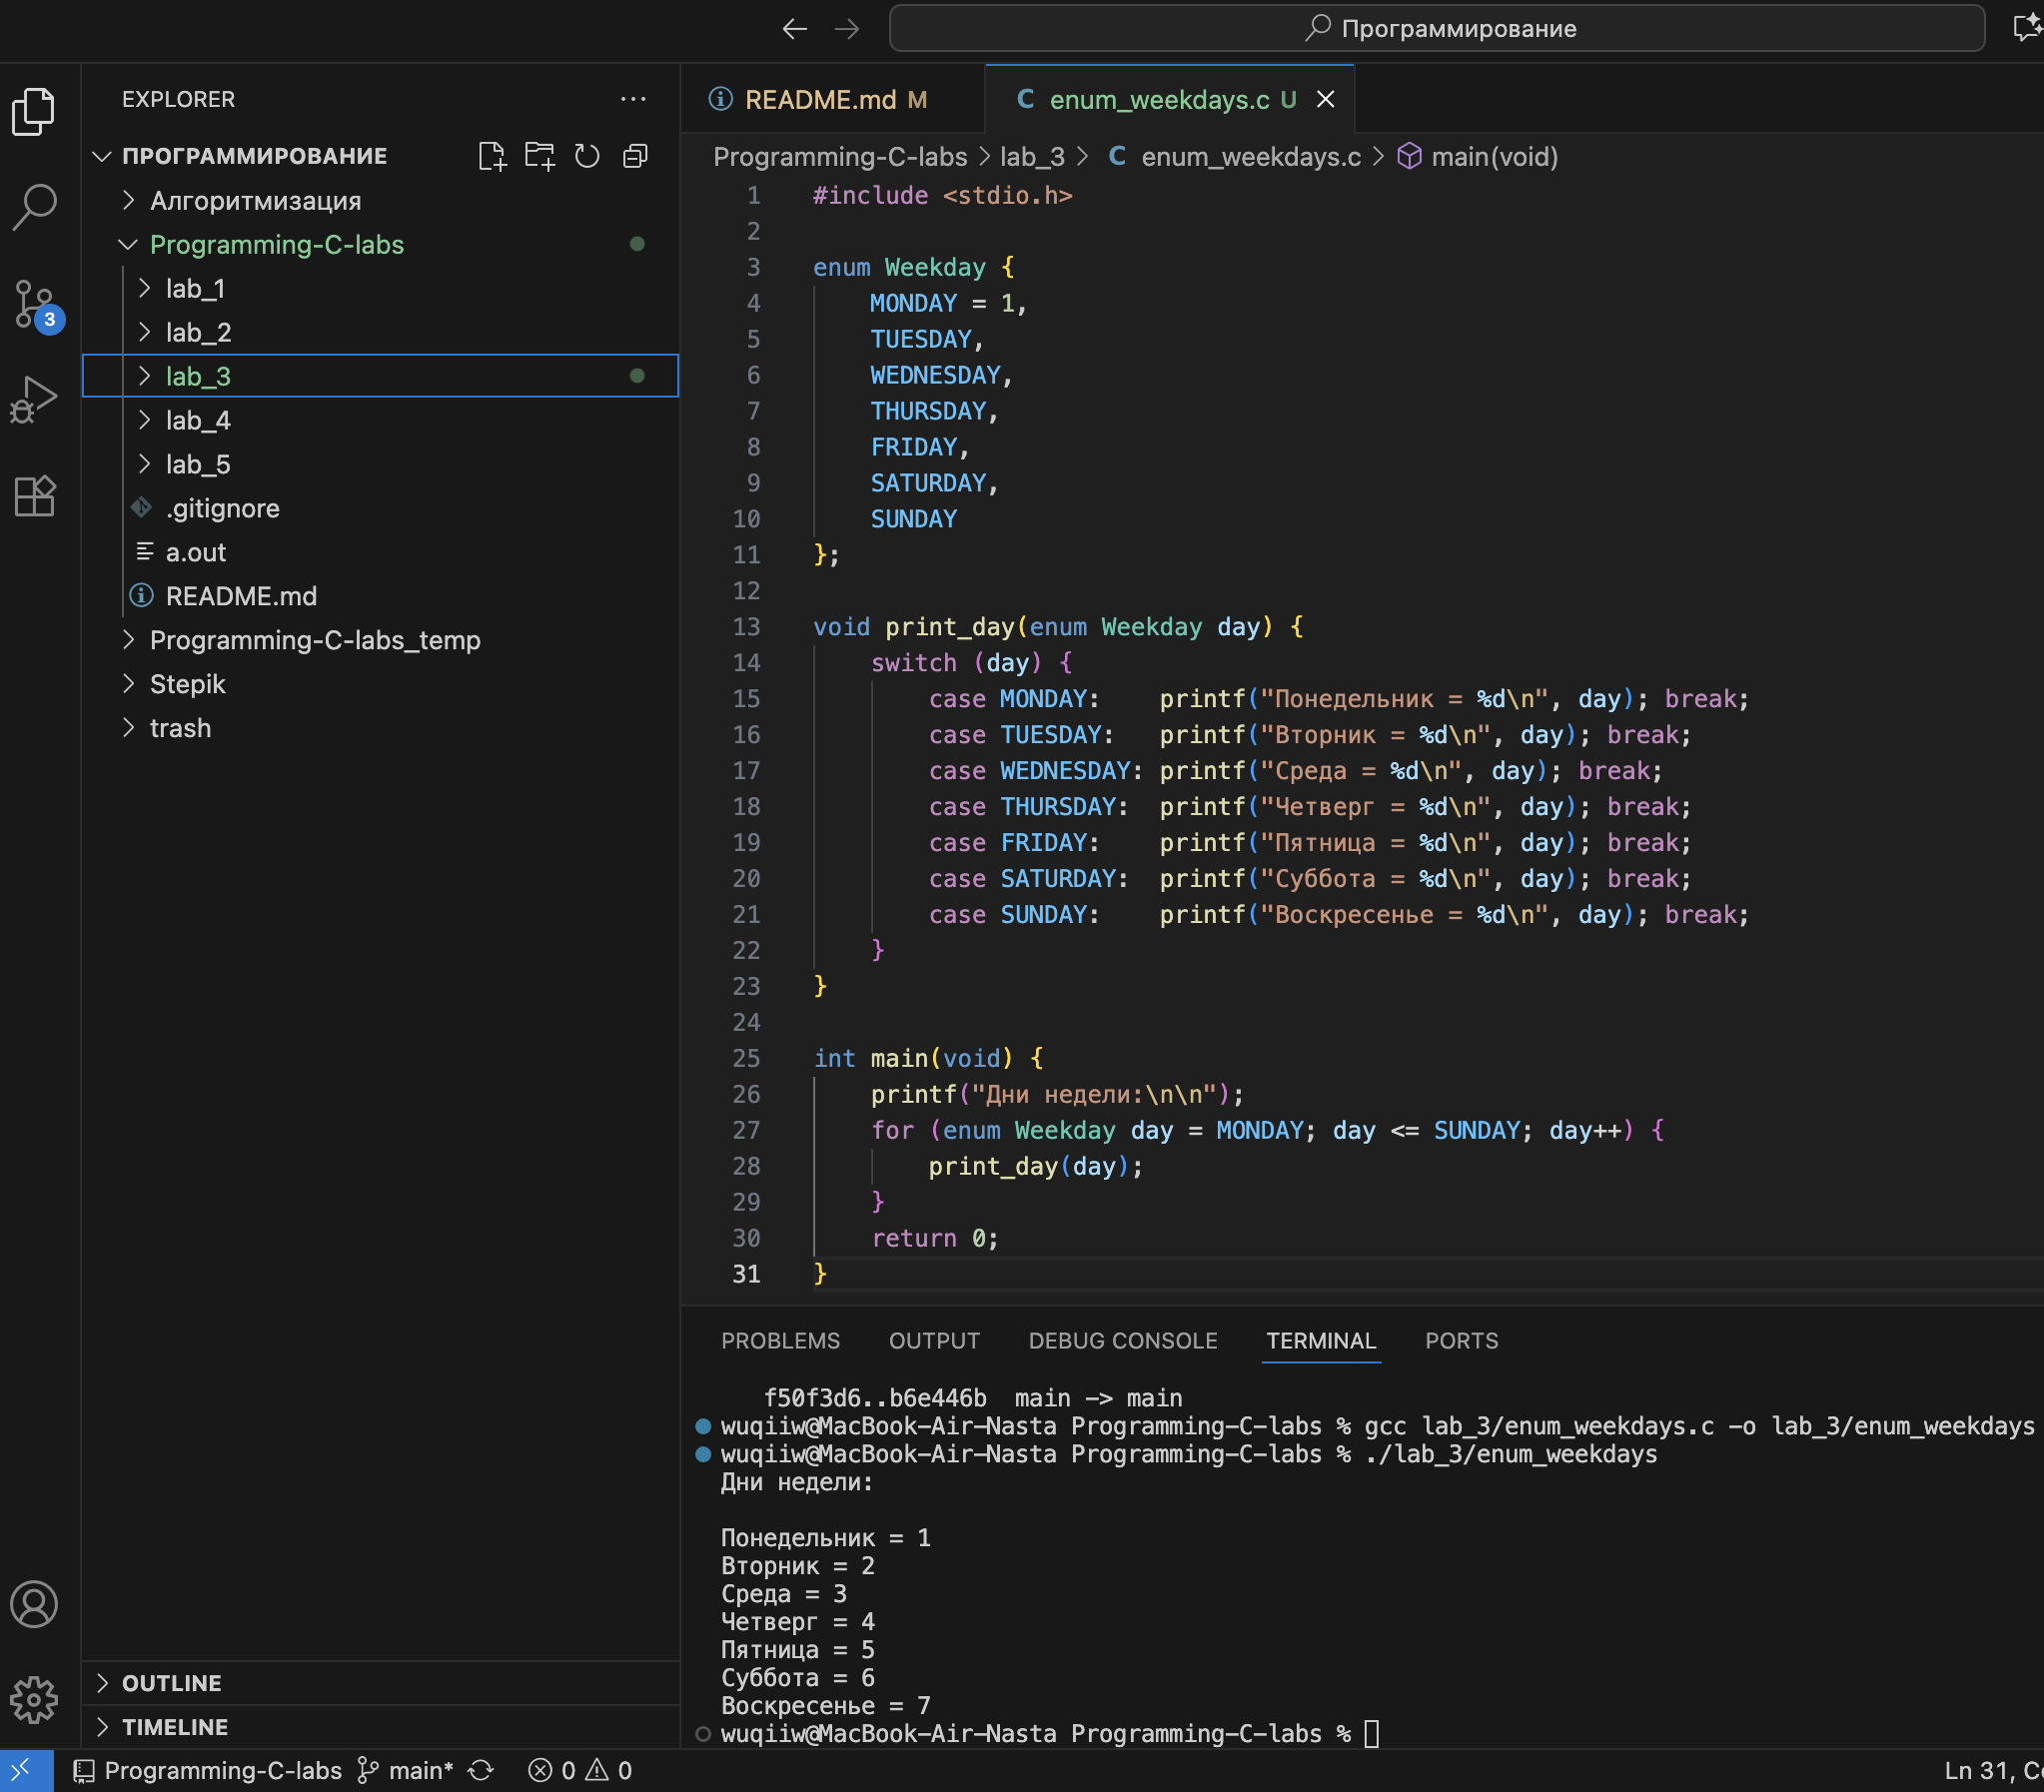 Программирование
EXPLORER
ПРОГРАММИРОВАНИЕ
Алгоритмизация
Programming-C-labs
lab_1
lab_2
lab_3
lab_4
lab_5
.gitignore
a.out
README.md
Programming-C-labs_temp
Stepik
trash
OUTLINE
TIMELINE
3
README.md M
C enum_weekdays.c U
Programming-C-labs > lab_3 > C enum_weekdays.c > main(void)
1 #include <stdio.h>
2
3 enum Weekday {
4 MONDAY = 1,
5 TUESDAY,
6 WEDNESDAY,
7 THURSDAY,
8 FRIDAY,
9 SATURDAY,
10 SUNDAY
11 };
12
13 void print_day(enum Weekday day) {
14 switch (day) {
15 case MONDAY: printf("Понедельник = %d\n", day); break;
16 case TUESDAY: printf("Вторник = %d\n", day); break;
17 case WEDNESDAY: printf("Среда = %d\n", day); break;
18 case THURSDAY: printf("Четверг = %d\n", day); break;
19 case FRIDAY: printf("Пятница = %d\n", day); break;
20 case SATURDAY: printf("Суббота = %d\n", day); break;
21 case SUNDAY: printf("Воскресенье = %d\n", day); break;
22 }
23 }
24
25 int main(void) {
26 printf("Дни недели:\n\n");
27 for (enum Weekday day = MONDAY; day <= SUNDAY; day++) {
28 print_day(day);
29 }
30 return 0;
31 }
PROBLEMS OUTPUT DEBUG CONSOLE TERMINAL PORTS
f50f3d6..b6e446b main -> main
wuqiiw@MacBook-Air-Nasta Programming-C-labs % gcc lab_3/enum_weekdays.c -o lab_3/enum_weekdays
wuqiiw@MacBook-Air-Nasta Programming-C-labs % ./lab_3/enum_weekdays
Дни недели:
Понедельник = 1
Вторник = 2
Среда = 3
Четверг = 4
Пятница = 5
Суббота = 6
Воскресенье = 7
wuqiiw@MacBook-Air-Nasta Programming-C-labs %
Programming-C-labs main* 0 0 Ln 31,